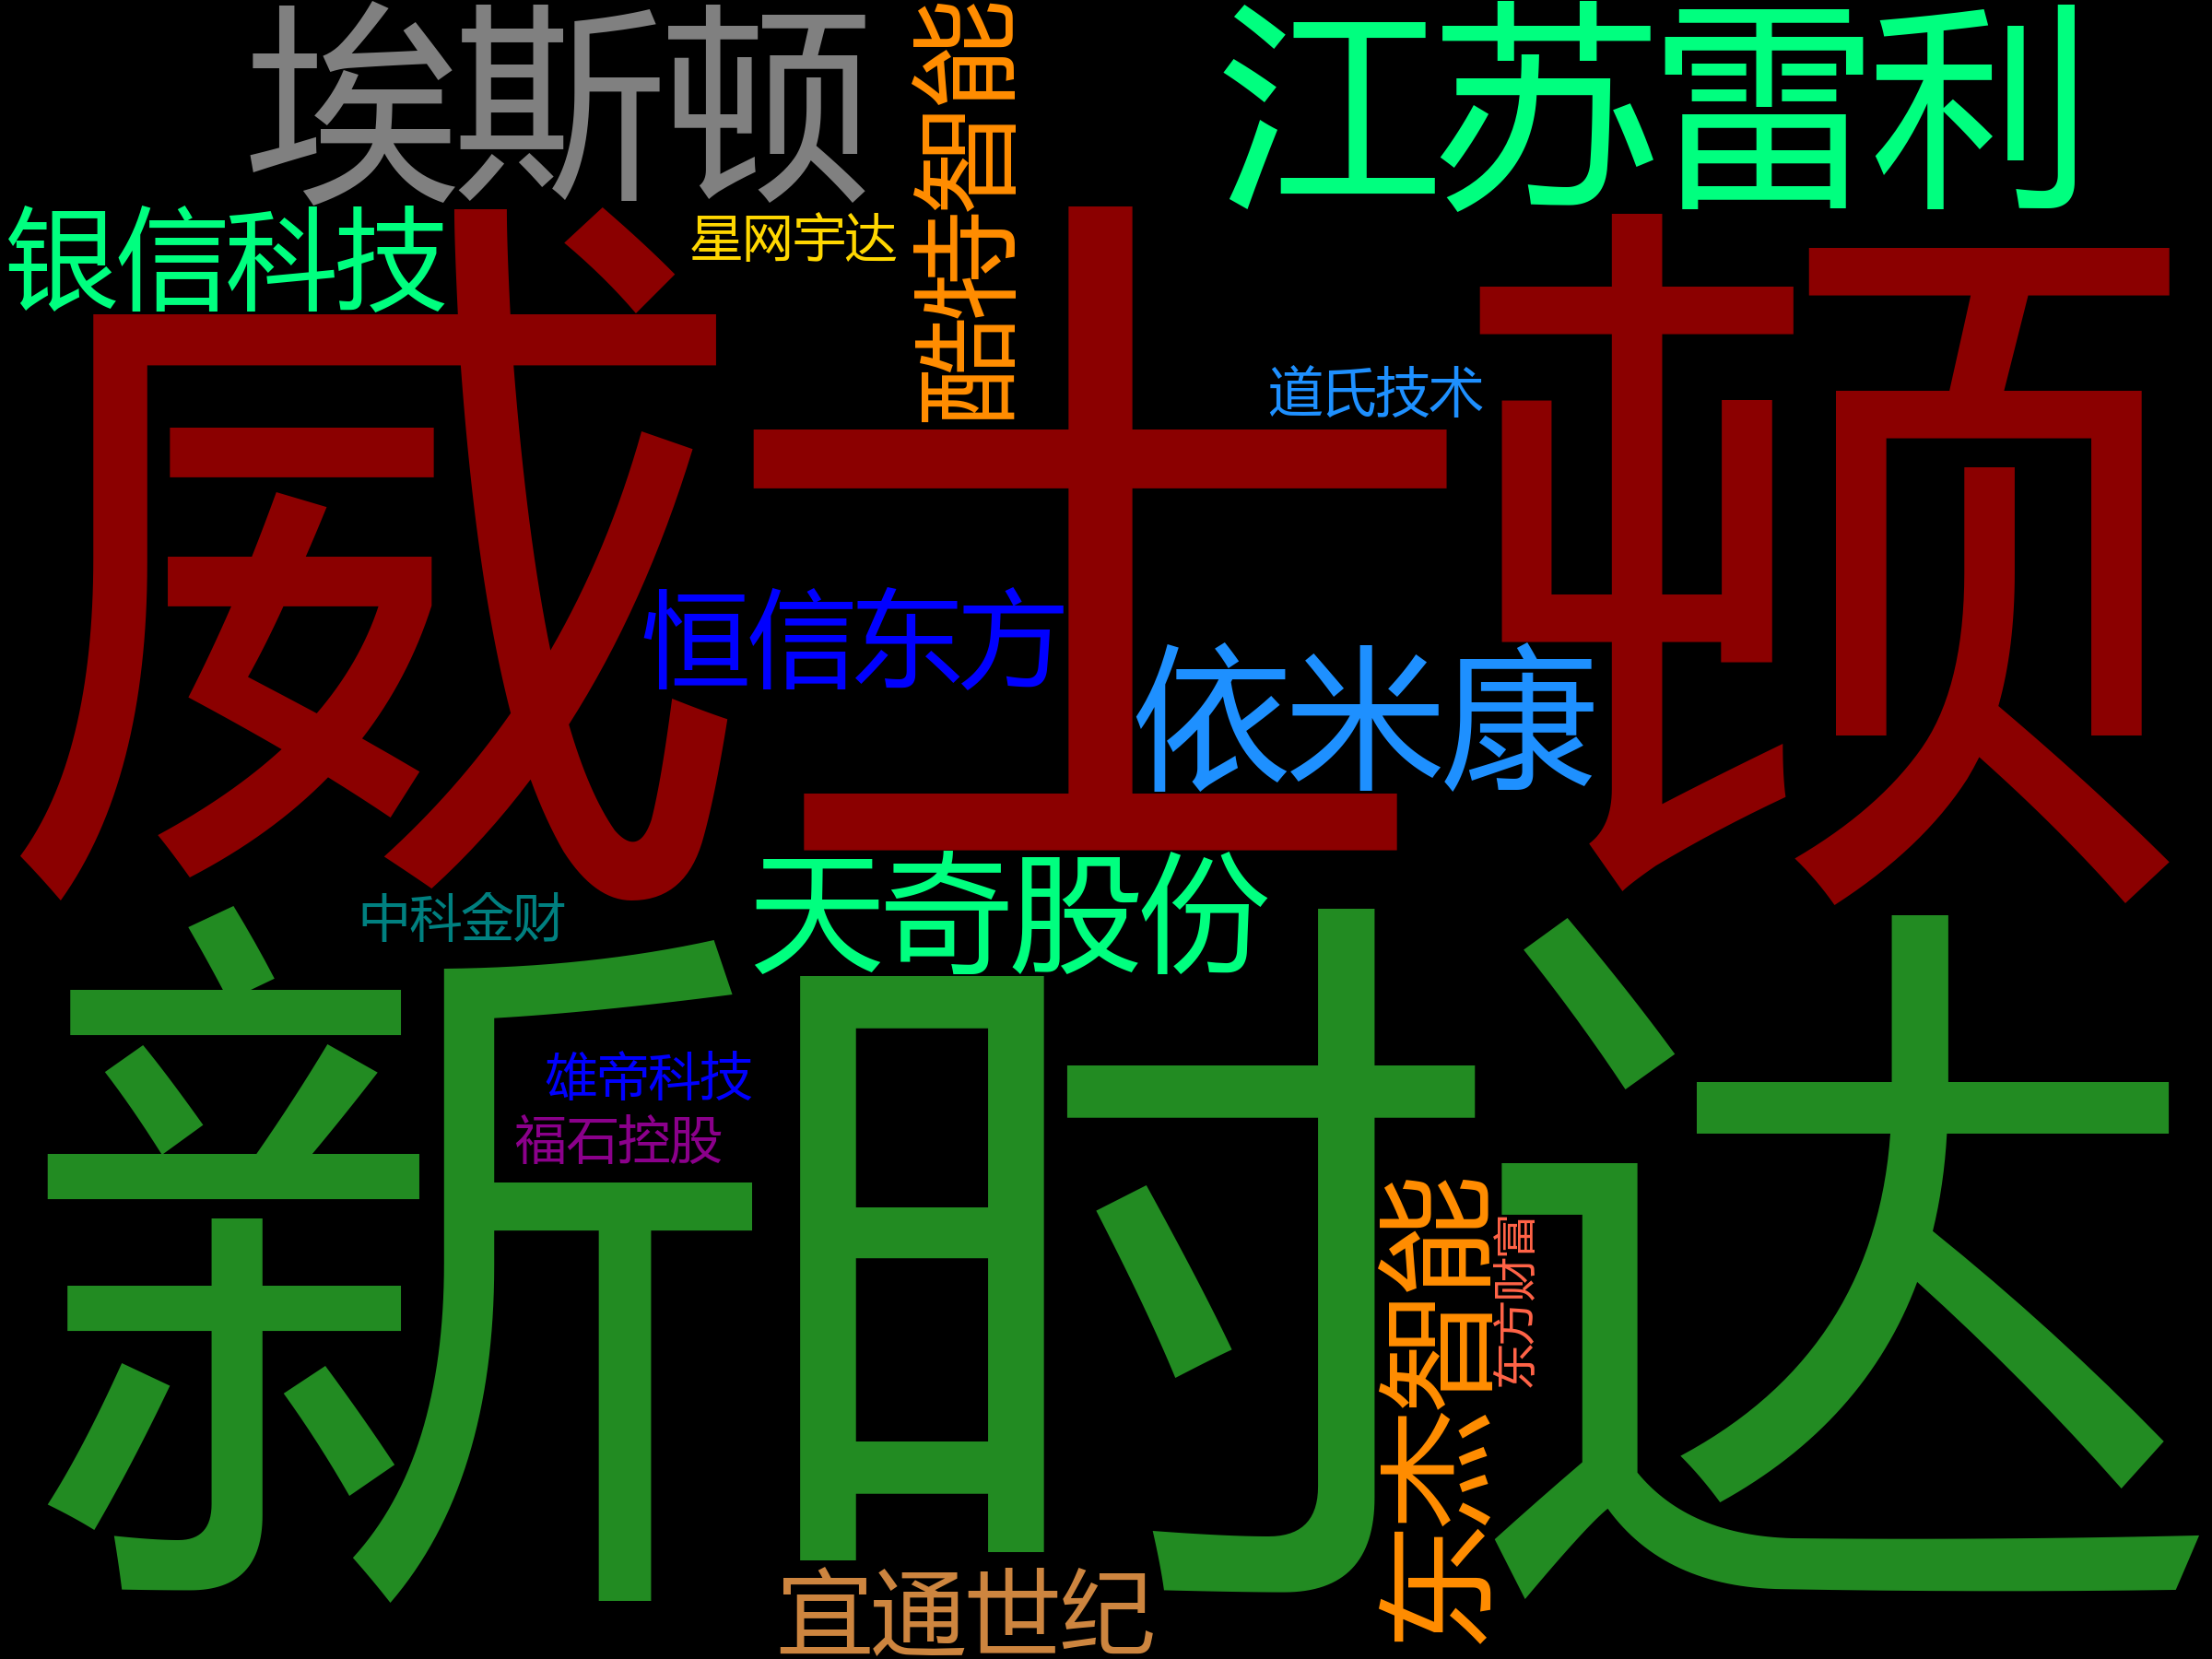 埃斯顿
江苏雷利
酷特智能
银信科技
星网宇达
威士顿
道氏技术
恒信东方
依米康
天奇股份
中科金财
新时达
雄帝科技
福石控股
东杰智能
东方财富
宜通世纪